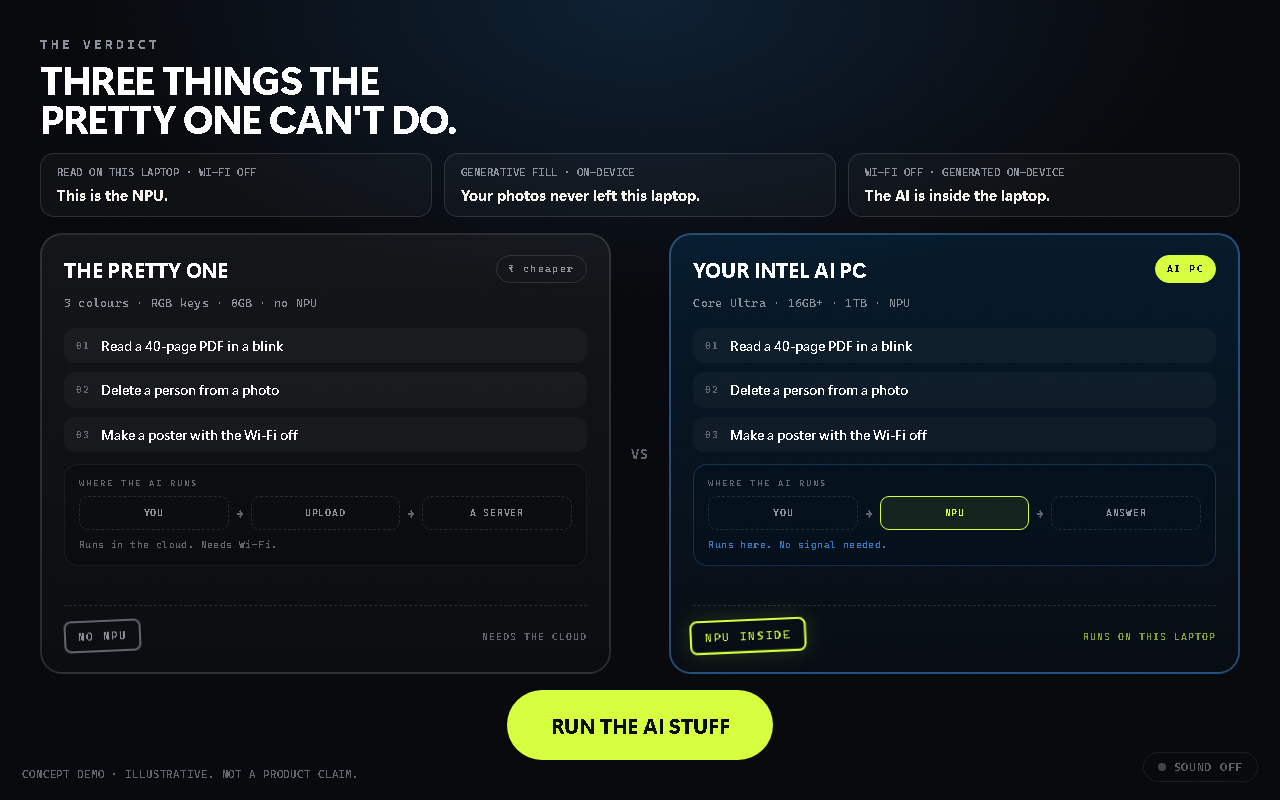 THE VERDICT
THREE THINGS THE
PRETTY ONE CAN'T DO.
READ ON THIS LAPTOP · WI-FI OFF
This is the NPU.
GENERATIVE FILL · ON-DEVICE
Your photos never left this laptop.
WI-FI OFF · GENERATED ON-DEVICE
The AI is inside the laptop.
THE PRETTY ONE
₹ cheaper
3 colours · RGB keys · 8GB · no NPU
01 Read a 40-page PDF in a blink
02 Delete a person from a photo
03 Make a poster with the Wi-Fi off
WHERE THE AI RUNS
YOU → UPLOAD → A SERVER
Runs in the cloud. Needs Wi-Fi.
NO NPU
NEEDS THE CLOUD
VS
YOUR INTEL AI PC
AI PC
Core Ultra · 16GB+ · 1TB · NPU
01 Read a 40-page PDF in a blink
02 Delete a person from a photo
03 Make a poster with the Wi-Fi off
WHERE THE AI RUNS
YOU → NPU → ANSWER
Runs here. No signal needed.
NPU INSIDE
RUNS ON THIS LAPTOP
RUN THE AI STUFF
CONCEPT DEMO · ILLUSTRATIVE. NOT A PRODUCT CLAIM.
SOUND OFF